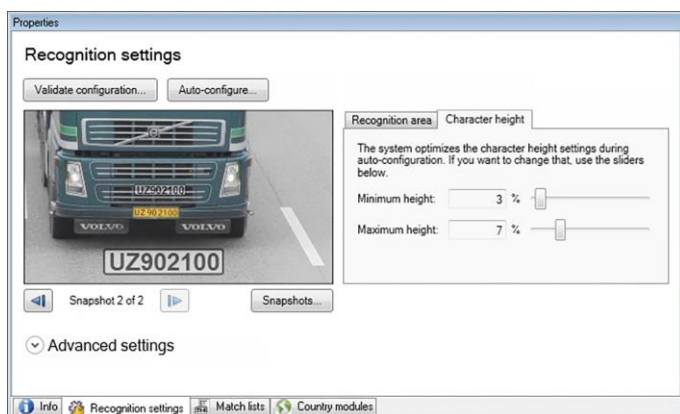 Properties
Recognition settings
Validate configuration...
Auto-configure...
UZ902100
UZ 902100
VOLVO VOLVO
UZ902100
Snapshot 2 of 2
Snapshots...
Recognition area
Character height
The system optimizes the character height settings during
auto-configuration. If you want to change that, use the sliders
below.
Minimum height: 3 %
Maximum height: 7 %
Advanced settings
Info
Recognition settings
Match lists
Country modules